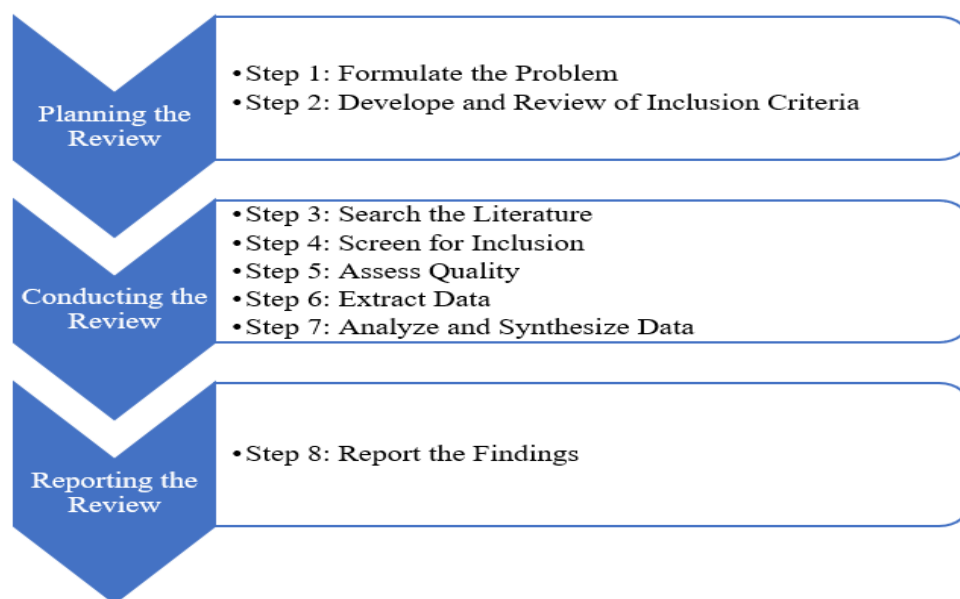 Planning the
Review
•Step 1: Formulate the Problem
•Step 2: Develope and Review of Inclusion Criteria
Conducting the
Review
•Step 3: Search the Literature
•Step 4: Screen for Inclusion
•Step 5: Assess Quality
•Step 6: Extract Data
•Step 7: Analyze and Synthesize Data
Reporting the
Review
•Step 8: Report the Findings